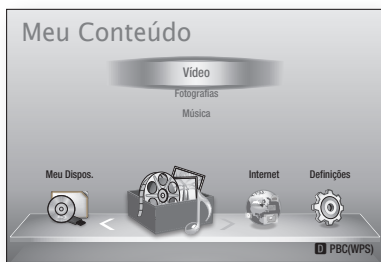 Meu Conteúdo
Vídeo
Fotografias
Música
Meu Dispos.
Internet
Definições
D PBC(WPS)